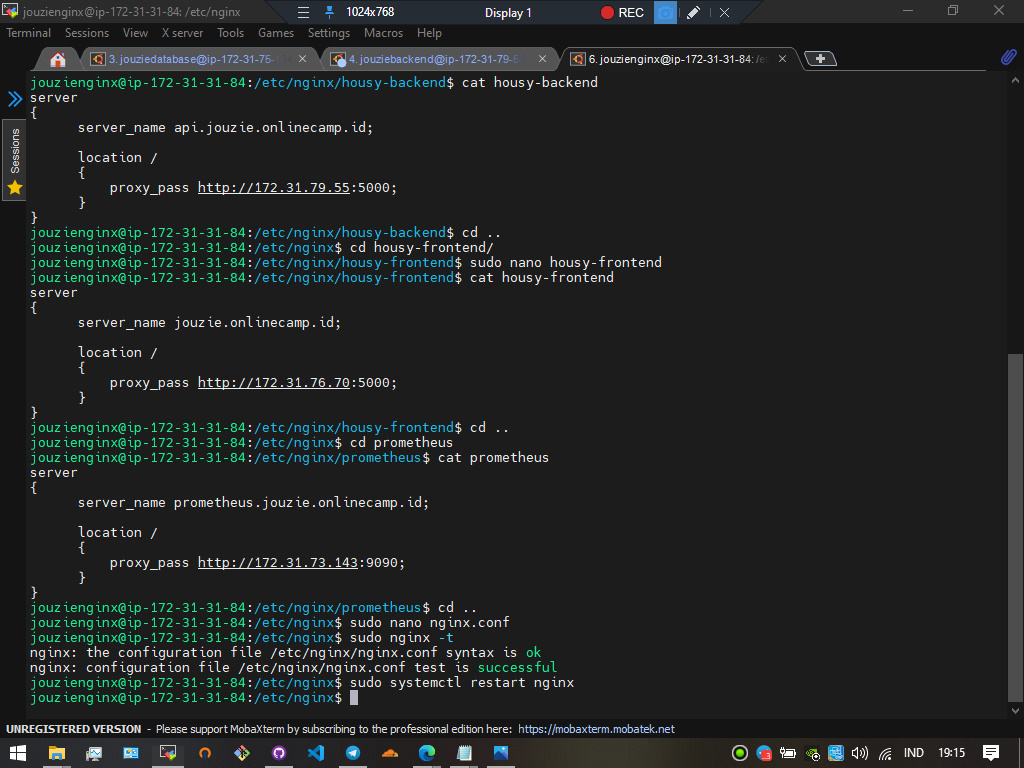 jouzienginx@ip-172-31-31-84: /etc/nginx
1024x768
Display 1
REC
Terminal Sessions View X server Tools Games Settings Macros Help
3. jouziedatabase@ip-172-31-75-
4. jouziebackend@ip-172-31-79-
6. jouzienginx@ip-172-31-31-84:/e
Sessions
jouzienginx@ip-172-31-31-84:/etc/nginx/housy-backend$ cat housy-backend
server
{
server_name api.jouzie.onlinecamp.id;
location /
{
proxy_pass http://172.31.79.55:5000;
}
}
jouzienginx@ip-172-31-31-84:/etc/nginx/housy-backend$ cd ..
jouzienginx@ip-172-31-31-84:/etc/nginx$ cd housy-frontend/
jouzienginx@ip-172-31-31-84:/etc/nginx/housy-frontend$ sudo nano housy-frontend
jouzienginx@ip-172-31-31-84:/etc/nginx/housy-frontend$ cat housy-frontend
server
{
server_name jouzie.onlinecamp.id;
location /
{
proxy_pass http://172.31.76.70:5000;
}
}
jouzienginx@ip-172-31-31-84:/etc/nginx/housy-frontend$ cd ..
jouzienginx@ip-172-31-31-84:/etc/nginx$ cd prometheus
jouzienginx@ip-172-31-31-84:/etc/nginx/prometheus$ cat prometheus
server
{
server_name prometheus.jouzie.onlinecamp.id;
location /
{
proxy_pass http://172.31.73.143:9090;
}
}
jouzienginx@ip-172-31-31-84:/etc/nginx/prometheus$ cd ..
jouzienginx@ip-172-31-31-84:/etc/nginx$ sudo nano nginx.conf
jouzienginx@ip-172-31-31-84:/etc/nginx$ sudo nginx -t
nginx: the configuration file /etc/nginx/nginx.conf syntax is ok
nginx: configuration file /etc/nginx/nginx.conf test is successful
jouzienginx@ip-172-31-31-84:/etc/nginx$ sudo systemctl restart nginx
jouzienginx@ip-172-31-31-84:/etc/nginx$
UNREGISTERED VERSION - Please support MobaXterm by subscribing to the professional edition here: https://mobaxterm.mobatek.net
IND 19:15